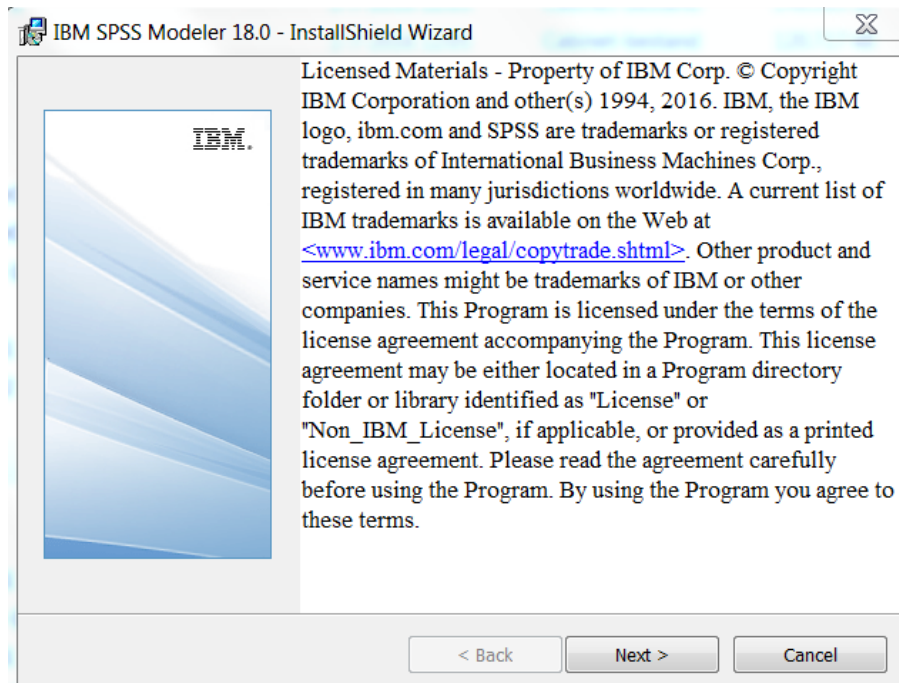 IBM SPSS Modeler 18.0 - InstallShield Wizard
IBM.
Licensed Materials - Property of IBM Corp. © Copyright
IBM Corporation and other(s) 1994, 2016. IBM, the IBM
logo, ibm.com and SPSS are trademarks or registered
trademarks of International Business Machines Corp.,
registered in many jurisdictions worldwide. A current list of
IBM trademarks is available on the Web at
<www.ibm.com/legal/copytrade.shtml>. Other product and
service names might be trademarks of IBM or other
companies. This Program is licensed under the terms of the
license agreement accompanying the Program. This license
agreement may be either located in a Program directory
folder or library identified as "License" or
"Non_IBM_License", if applicable, or provided as a printed
license agreement. Please read the agreement carefully
before using the Program. By using the Program you agree to
these terms.
< Back Next > Cancel